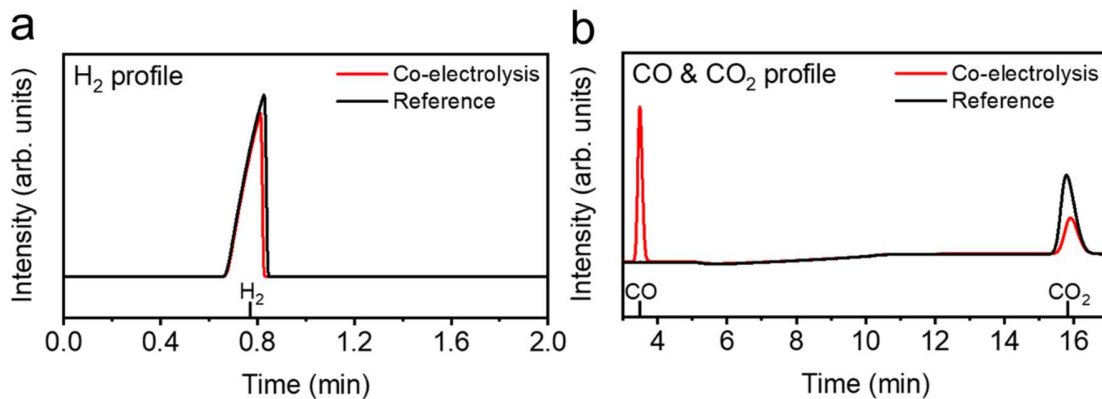 a
H2 profile
Co-electrolysis
Reference
Intensity (arb. units)
H2
0.0 0.4 0.8 1.2 1.6 2.0
Time (min)
b
CO & CO2 profile
Co-electrolysis
Reference
Intensity (arb. units)
CO CO2
4 6 8 10 12 14 16
Time (min)